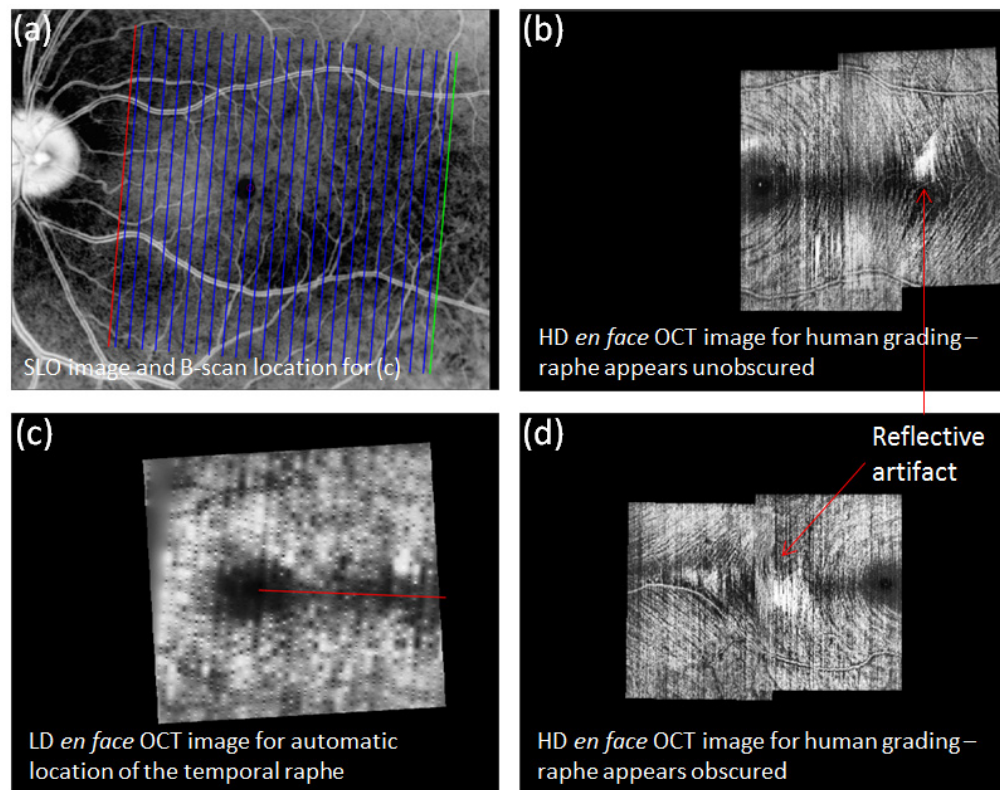 (a)
SLO image and B-scan location for (c)
(b)
HD en face OCT image for human grading –
raphe appears unobscured
(c)
LD en face OCT image for automatic
location of the temporal raphe
(d)
Reflective
artifact
HD en face OCT image for human grading –
raphe appears obscured